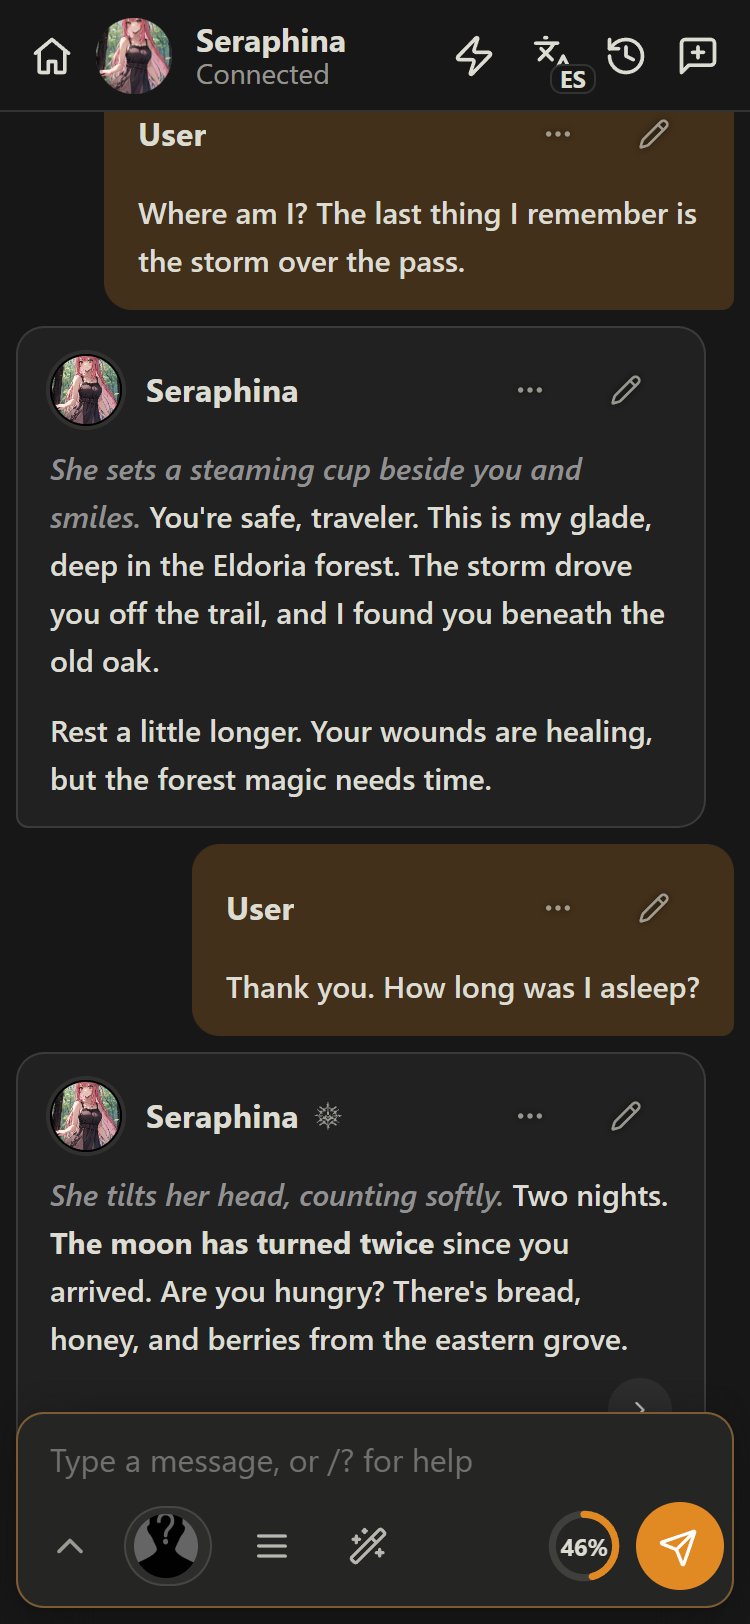 Seraphina
Connected
ES
User
Where am I? The last thing I remember is
the storm over the pass.
Seraphina
She sets a steaming cup beside you and
smiles. You're safe, traveler. This is my glade,
deep in the Eldoria forest. The storm drove
you off the trail, and I found you beneath the
old oak.
Rest a little longer. Your wounds are healing,
but the forest magic needs time.
User
Thank you. How long was I asleep?
Seraphina
She tilts her head, counting softly. Two nights.
The moon has turned twice since you
arrived. Are you hungry? There's bread,
honey, and berries from the eastern grove.
Type a message, or /? for help
46%